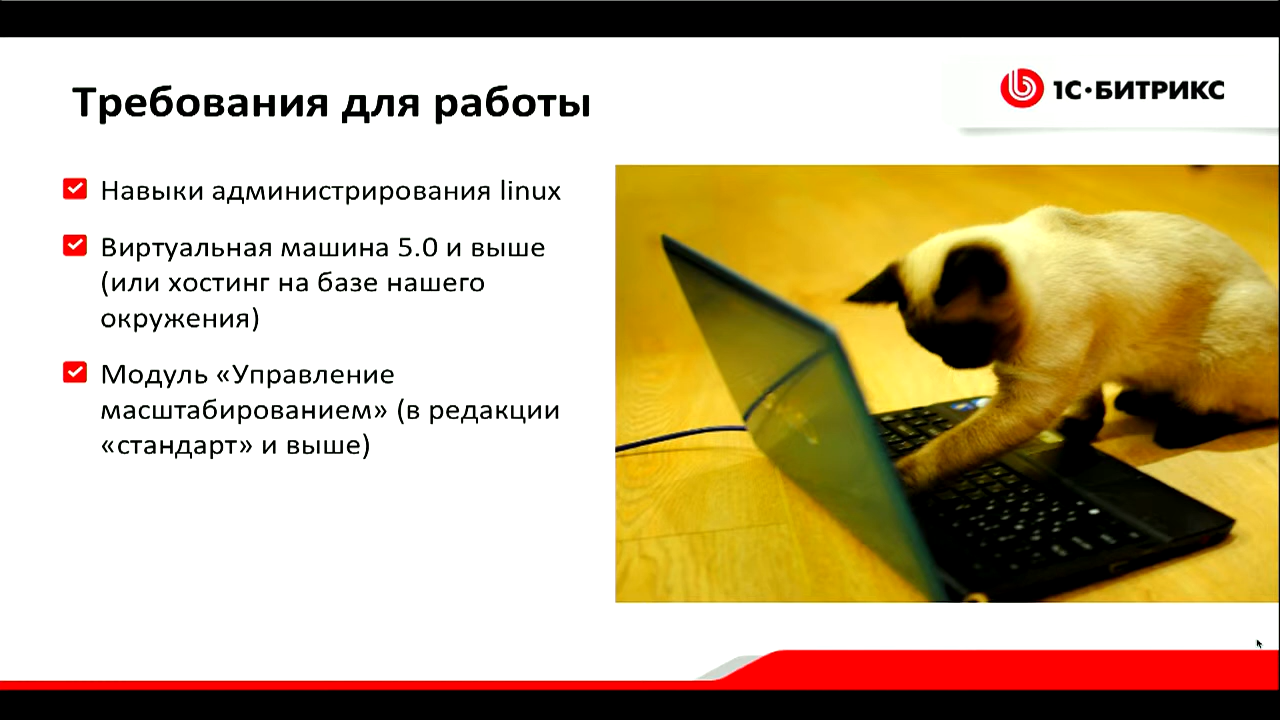 Требования для работы
1С·БИТРИКС
Навыки администрирования linux
Виртуальная машина 5.0 и выше
(или хостинг на базе нашего
окружения)
Модуль «Управление
масштабированием» (в редакции
«стандарт» и выше)